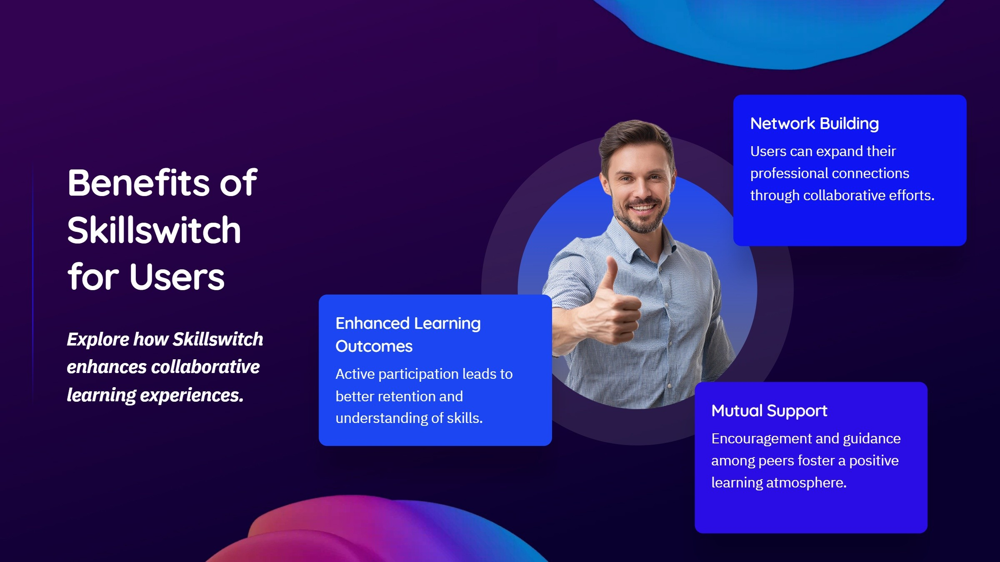 Benefits of
Skillswitch
for Users
Explore how Skillswitch
enhances collaborative
learning experiences.
Enhanced Learning
Outcomes
Active participation leads to
better retention and
understanding of skills.
Network Building
Users can expand their
professional connections
through collaborative efforts.
Mutual Support
Encouragement and guidance
among peers foster a positive
learning atmosphere.